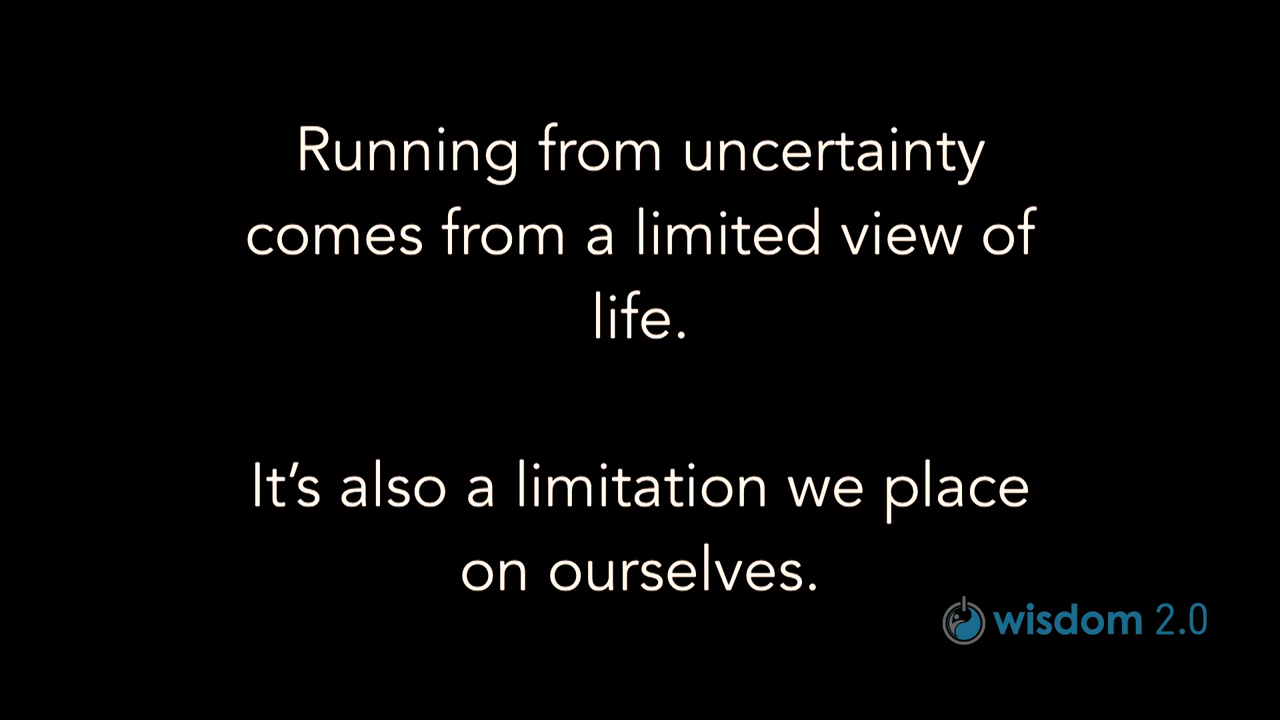 Running from uncertainty
comes from a limited view of
life.
It’s also a limitation we place
on ourselves.
wisdom 2.0